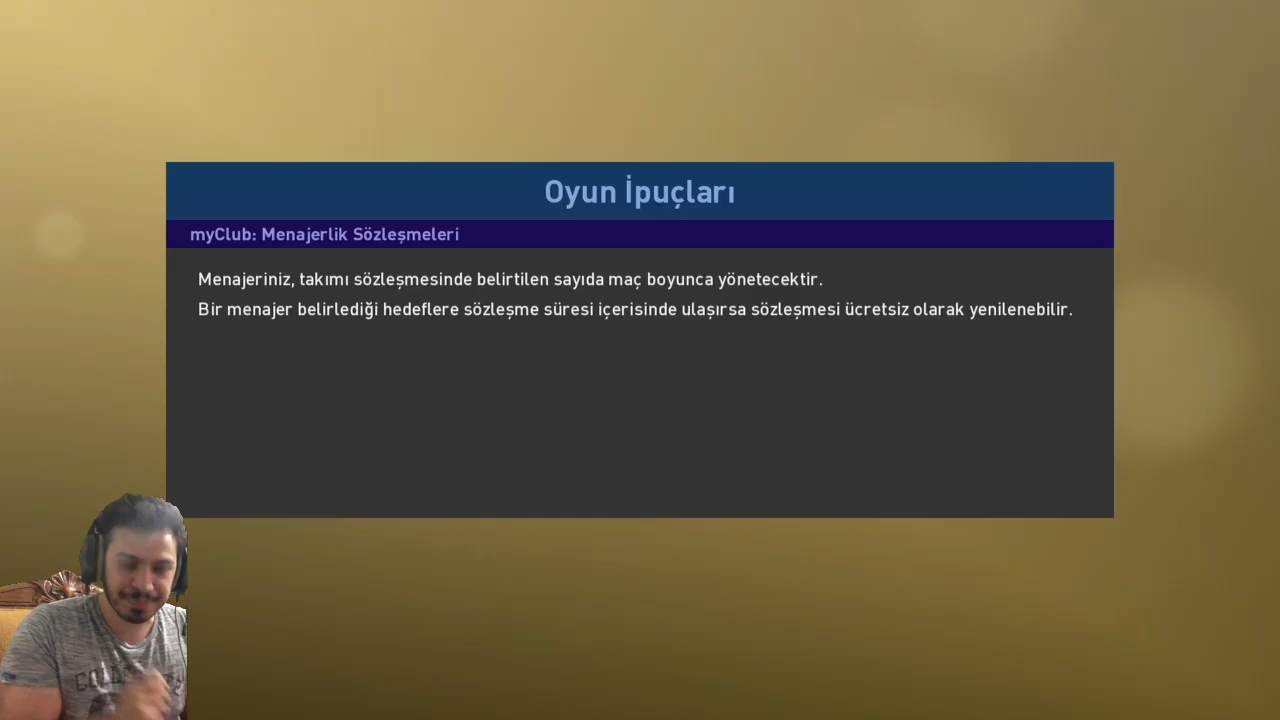 Oyun İpuçları
myClub: Menajerlik Sözleşmeleri
Menajeriniz, takımı sözleşmesinde belirtilen sayıda maç boyunca yönetecektir.
Bir menajer belirlediği hedeflere sözleşme süresi içerisinde ulaşırsa sözleşmesi ücretsiz olarak yenilenebilir.